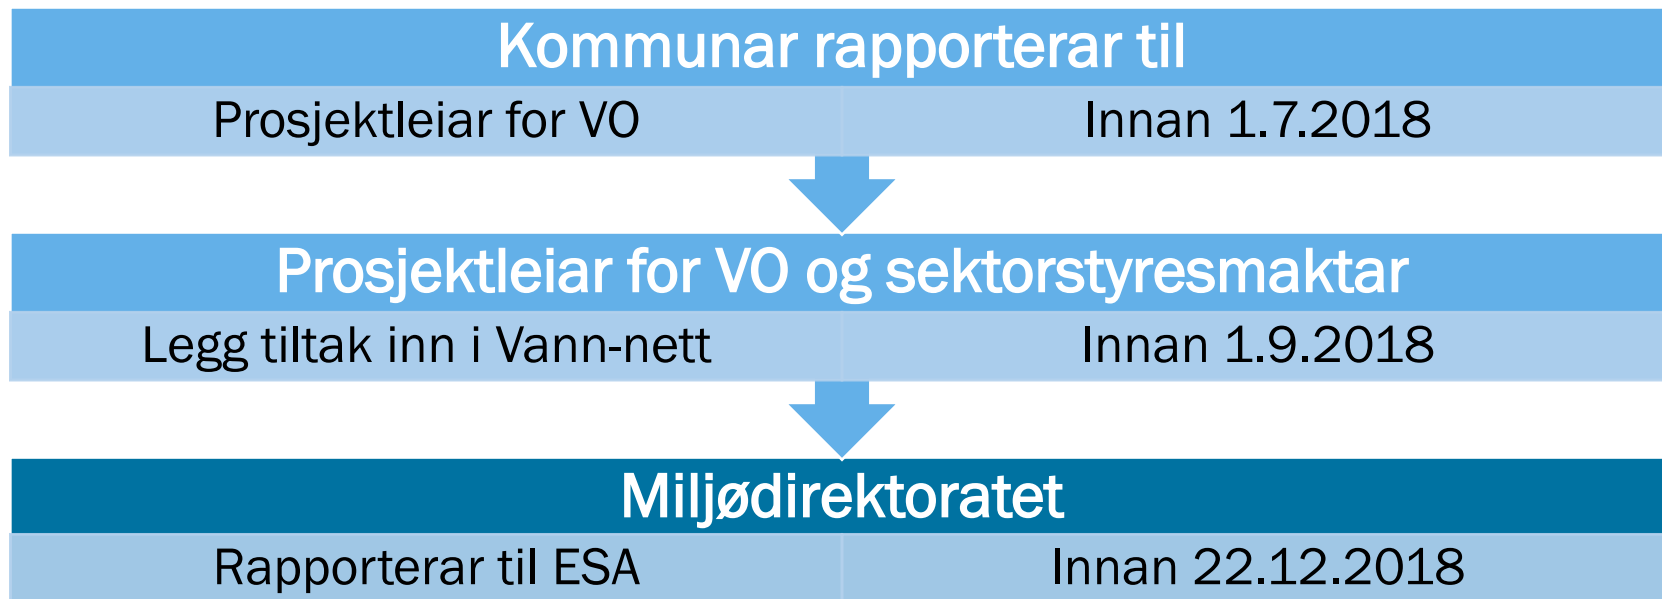 Kommunar rapporterar til
Prosjektleiar for VO Innan 1.7.2018
Prosjektleiar for VO og sektorstyresmaktar
Legg tiltak inn i Vann-nett Innan 1.9.2018
Miljødirektoratet
Rapporterar til ESA Innan 22.12.2018